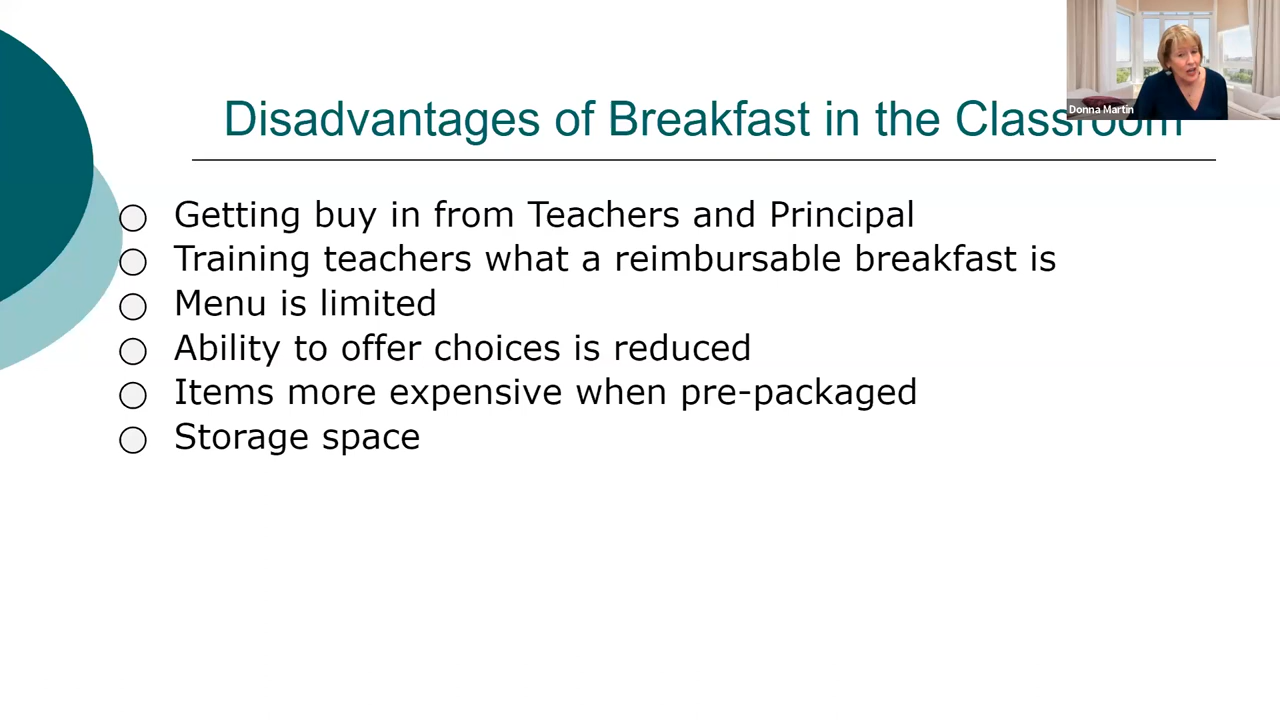 Disadvantages of Breakfast in the Classroom
Donna Martin
Getting buy in from Teachers and Principal
Training teachers what a reimbursable breakfast is
Menu is limited
Ability to offer choices is reduced
Items more expensive when pre-packaged
Storage space